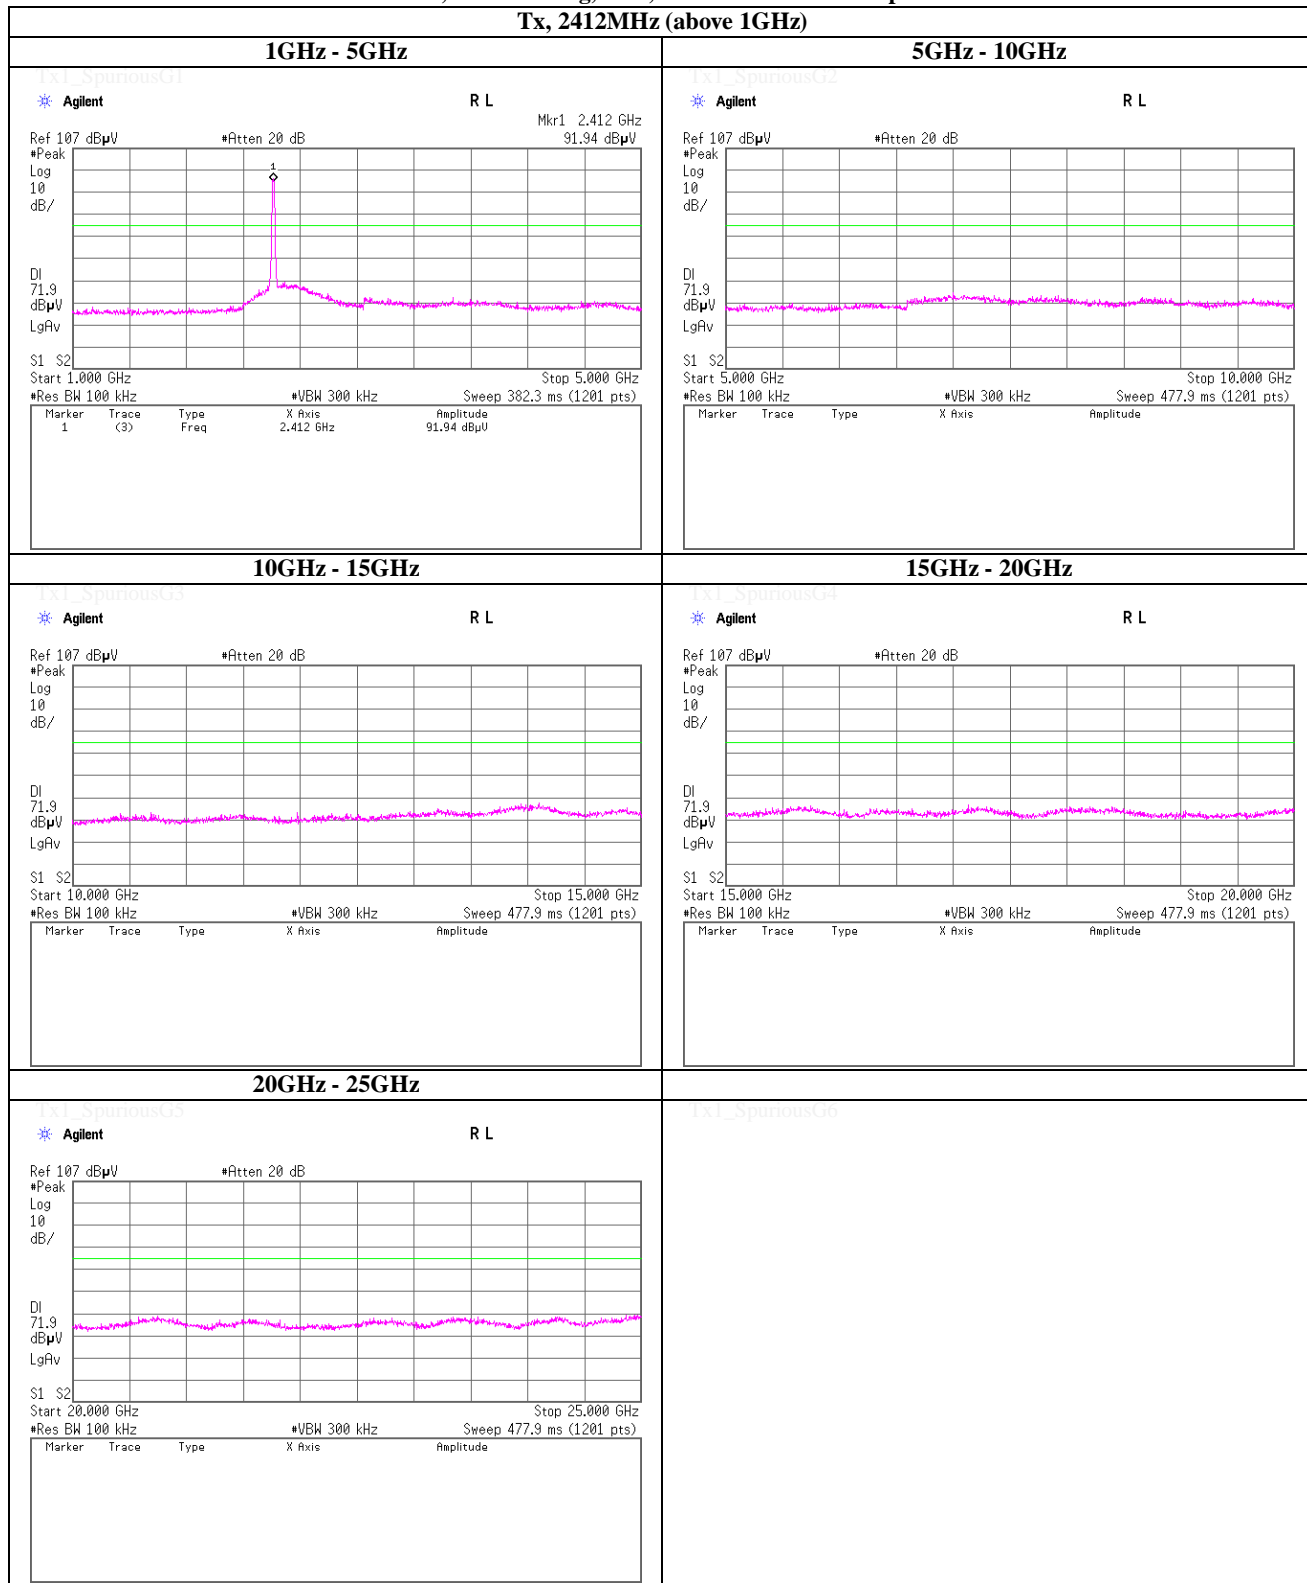 Tx, 2412MHz (above 1GHz)
1GHz - 5GHz
Tx1_SpuriousG1
Agilent R L
Mkr1 2.412 GHz
Ref 107 dBµV #Atten 20 dB 91.94 dBµV
#Peak
Log
10
dB/
1
DI
71.9
dBµV
LgAv
S1 S2
Start 1.000 GHz Stop 5.000 GHz
#Res BW 100 kHz #VBW 300 kHz Sweep 382.3 ms (1201 pts)
Marker Trace Type X Axis Amplitude
1 (3) Freq 2.412 GHz 91.94 dBµV
5GHz - 10GHz
Tx1_SpuriousG2
Agilent R L
Ref 107 dBµV #Atten 20 dB
#Peak
Log
10
dB/
DI
71.9
dBµV
LgAv
S1 S2
Start 5.000 GHz Stop 10.000 GHz
#Res BW 100 kHz #VBW 300 kHz Sweep 477.9 ms (1201 pts)
Marker Trace Type X Axis Amplitude
10GHz - 15GHz
Tx1_SpuriousG3
Agilent R L
Ref 107 dBµV #Atten 20 dB
#Peak
Log
10
dB/
DI
71.9
dBµV
LgAv
S1 S2
Start 10.000 GHz Stop 15.000 GHz
#Res BW 100 kHz #VBW 300 kHz Sweep 477.9 ms (1201 pts)
Marker Trace Type X Axis Amplitude
15GHz - 20GHz
Tx1_SpuriousG4
Agilent R L
Ref 107 dBµV #Atten 20 dB
#Peak
Log
10
dB/
DI
71.9
dBµV
LgAv
S1 S2
Start 15.000 GHz Stop 20.000 GHz
#Res BW 100 kHz #VBW 300 kHz Sweep 477.9 ms (1201 pts)
Marker Trace Type X Axis Amplitude
20GHz - 25GHz
Tx1_SpuriousG5
Agilent R L
Ref 107 dBµV #Atten 20 dB
#Peak
Log
10
dB/
DI
71.9
dBµV
LgAv
S1 S2
Start 20.000 GHz Stop 25.000 GHz
#Res BW 100 kHz #VBW 300 kHz Sweep 477.9 ms (1201 pts)
Marker Trace Type X Axis Amplitude
Tx1_SpuriousG6